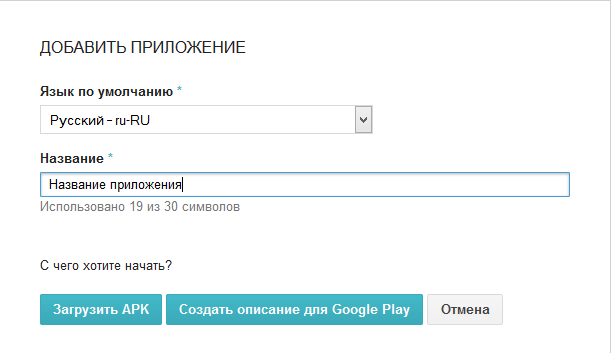 ДОБАВИТЬ ПРИЛОЖЕНИЕ
Язык по умолчанию *
Русский – ru-RU
Название *
Название приложения
Использовано 19 из 30 символов
С чего хотите начать?
Загрузить APK Создать описание для Google Play Отмена